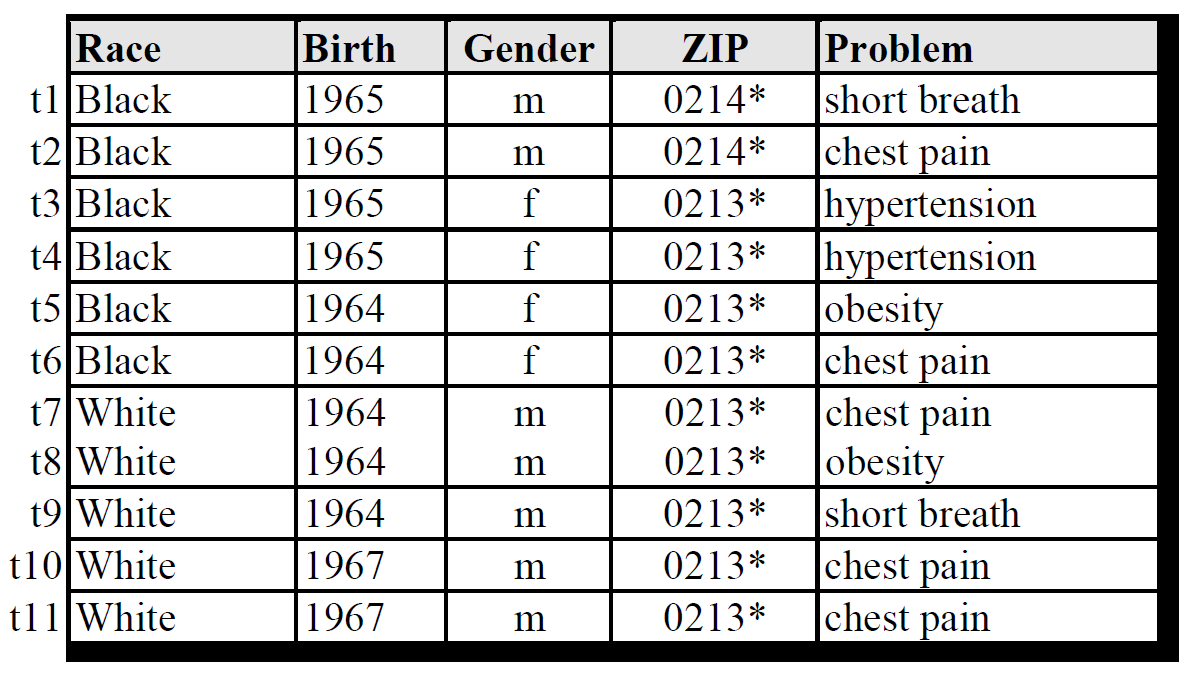 Race Birth Gender ZIP Problem
t1 Black 1965 m 0214* short breath
t2 Black 1965 m 0214* chest pain
t3 Black 1965 f 0213* hypertension
t4 Black 1965 f 0213* hypertension
t5 Black 1964 f 0213* obesity
t6 Black 1964 f 0213* chest pain
t7 White 1964 m 0213* chest pain
t8 White 1964 m 0213* obesity
t9 White 1964 m 0213* short breath
t10 White 1967 m 0213* chest pain
t11 White 1967 m 0213* chest pain